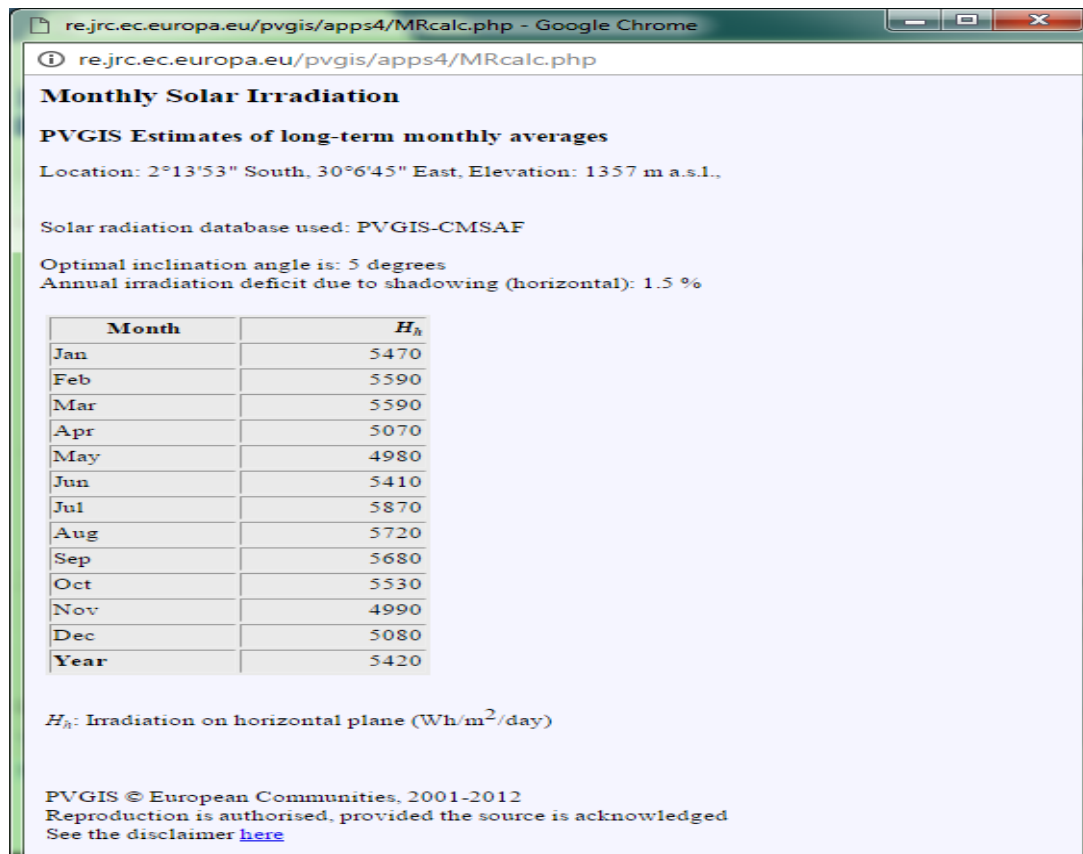 re.jrc.ec.europa.eu/pvgis/apps4/MRcalc.php - Google Chrome
re.jrc.ec.europa.eu/pvgis/apps4/MRcalc.php
Monthly Solar Irradiation
PVGIS Estimates of long-term monthly averages
Location: 2°13'53" South, 30°6'45" East, Elevation: 1357 m a.s.l.,
Solar radiation database used: PVGIS-CMSAF
Optimal inclination angle is: 5 degrees
Annual irradiation deficit due to shadowing (horizontal): 1.5 %
Month Hh
Jan 5470
Feb 5590
Mar 5590
Apr 5070
May 4980
Jun 5410
Jul 5870
Aug 5720
Sep 5680
Oct 5530
Nov 4990
Dec 5080
Year 5420
Hh: Irradiation on horizontal plane (Wh/m2/day)
PVGIS © European Communities, 2001-2012
Reproduction is authorised, provided the source is acknowledged
See the disclaimer here